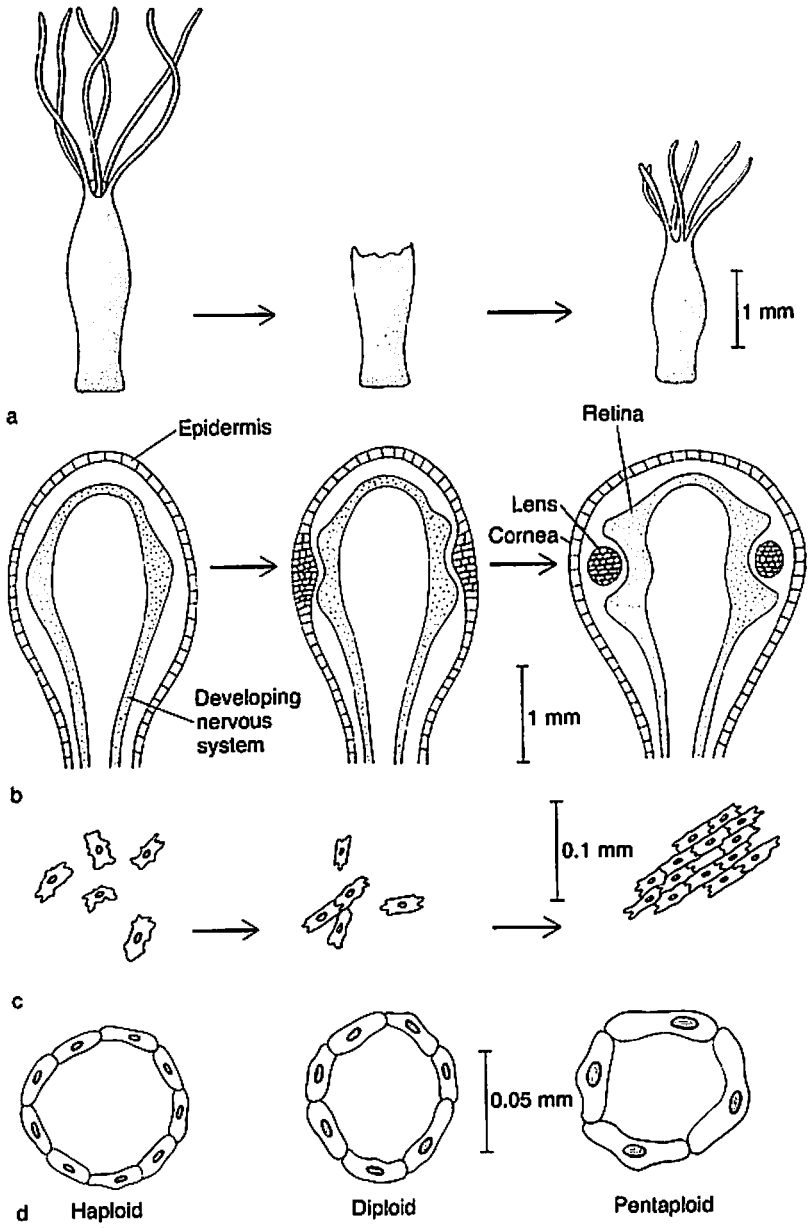 1 mm
a
Epidermis
Retina
Lens
Cornea
Developing
nervous
system
1 mm
b
0.1 mm
c
0.05 mm
d
Haploid
Diploid
Pentaploid